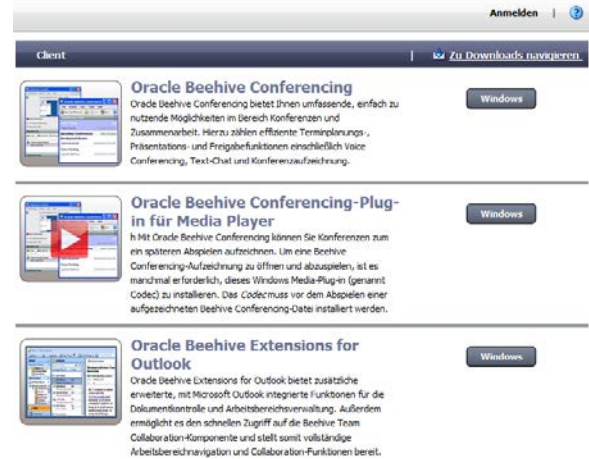 Anmelden | ?
Client | Zu Downloads navigieren
Oracle Beehive Conferencing
Oracle Beehive Conferencing bietet Ihnen umfassende, einfach zu
nutzende Möglichkeiten im Bereich Konferenzen und
Zusammenarbeit. Hierzu zählen effiziente Terminplanungs-,
Präsentations- und Freigabefunktionen einschließlich Voice
Conferencing, Text-Chat und Konferenzaufzeichnung.
Windows
Oracle Beehive Conferencing-Plug-
in für Media Player
h Mit Oracle Beehive Conferencing können Sie Konferenzen zum
ein späteren Abspielen aufzeichnen. Um eine Beehive
Conferencing-Aufzeichnung zu öffnen und abzuspielen, ist es
manchmal erforderlich, dieses Windows Media-Plug-in (genannt
Codec) zu installieren. Das Codecmuss vor dem Abspielen einer
aufgezeichneten Beehive Conferencing-Datei installiert werden.
Windows
Oracle Beehive Extensions for
Outlook
Oracle Beehive Extensions for Outlook bietet zusätzliche
erweiterte, mit Microsoft Outlook integrierte Funktionen für die
Dokumentkontrolle und Arbeitsbereichsverwaltung. Außerdem
ermöglicht es den schnellen Zugriff auf die Beehive Team
Collaboration-Komponente und stellt somit vollständige
Arbeitsbereichnavigation und Collaboration-Funktionen bereit.
Windows